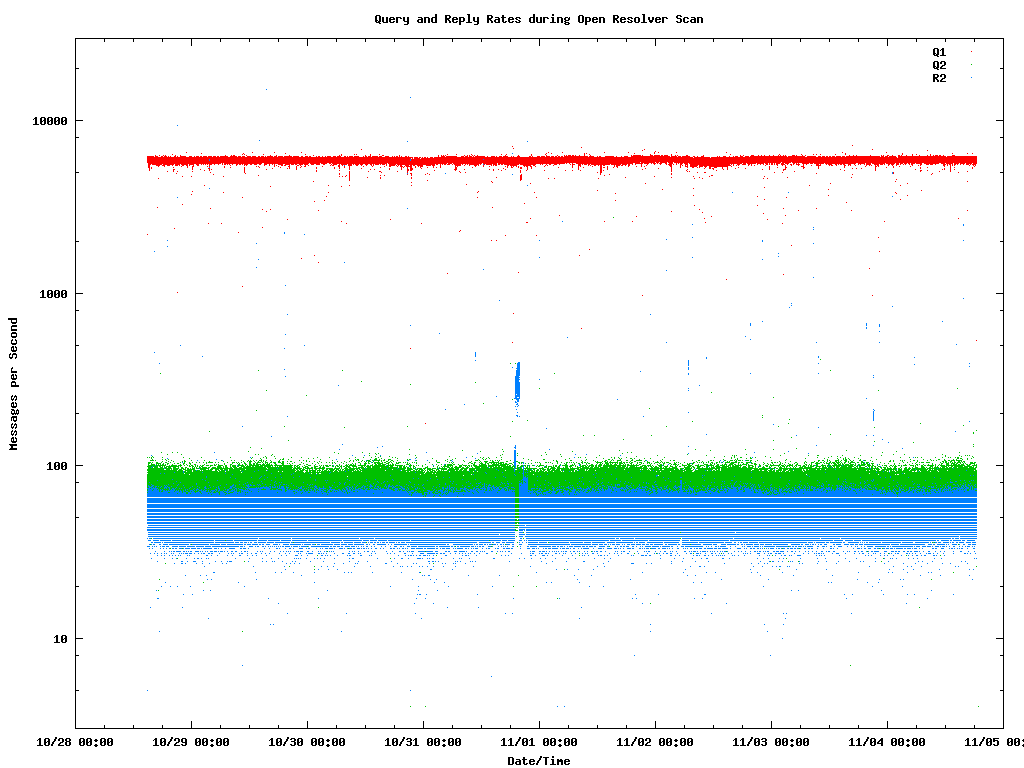 Query and Reply Rates during Open Resolver Scan
Q1
Q2
R2
10000
1000
100
10
Messages per Second
10/28 00:00 10/29 00:00 10/30 00:00 10/31 00:00 11/01 00:00 11/02 00:00 11/03 00:00 11/04 00:00 11/05 00:
Date/Time